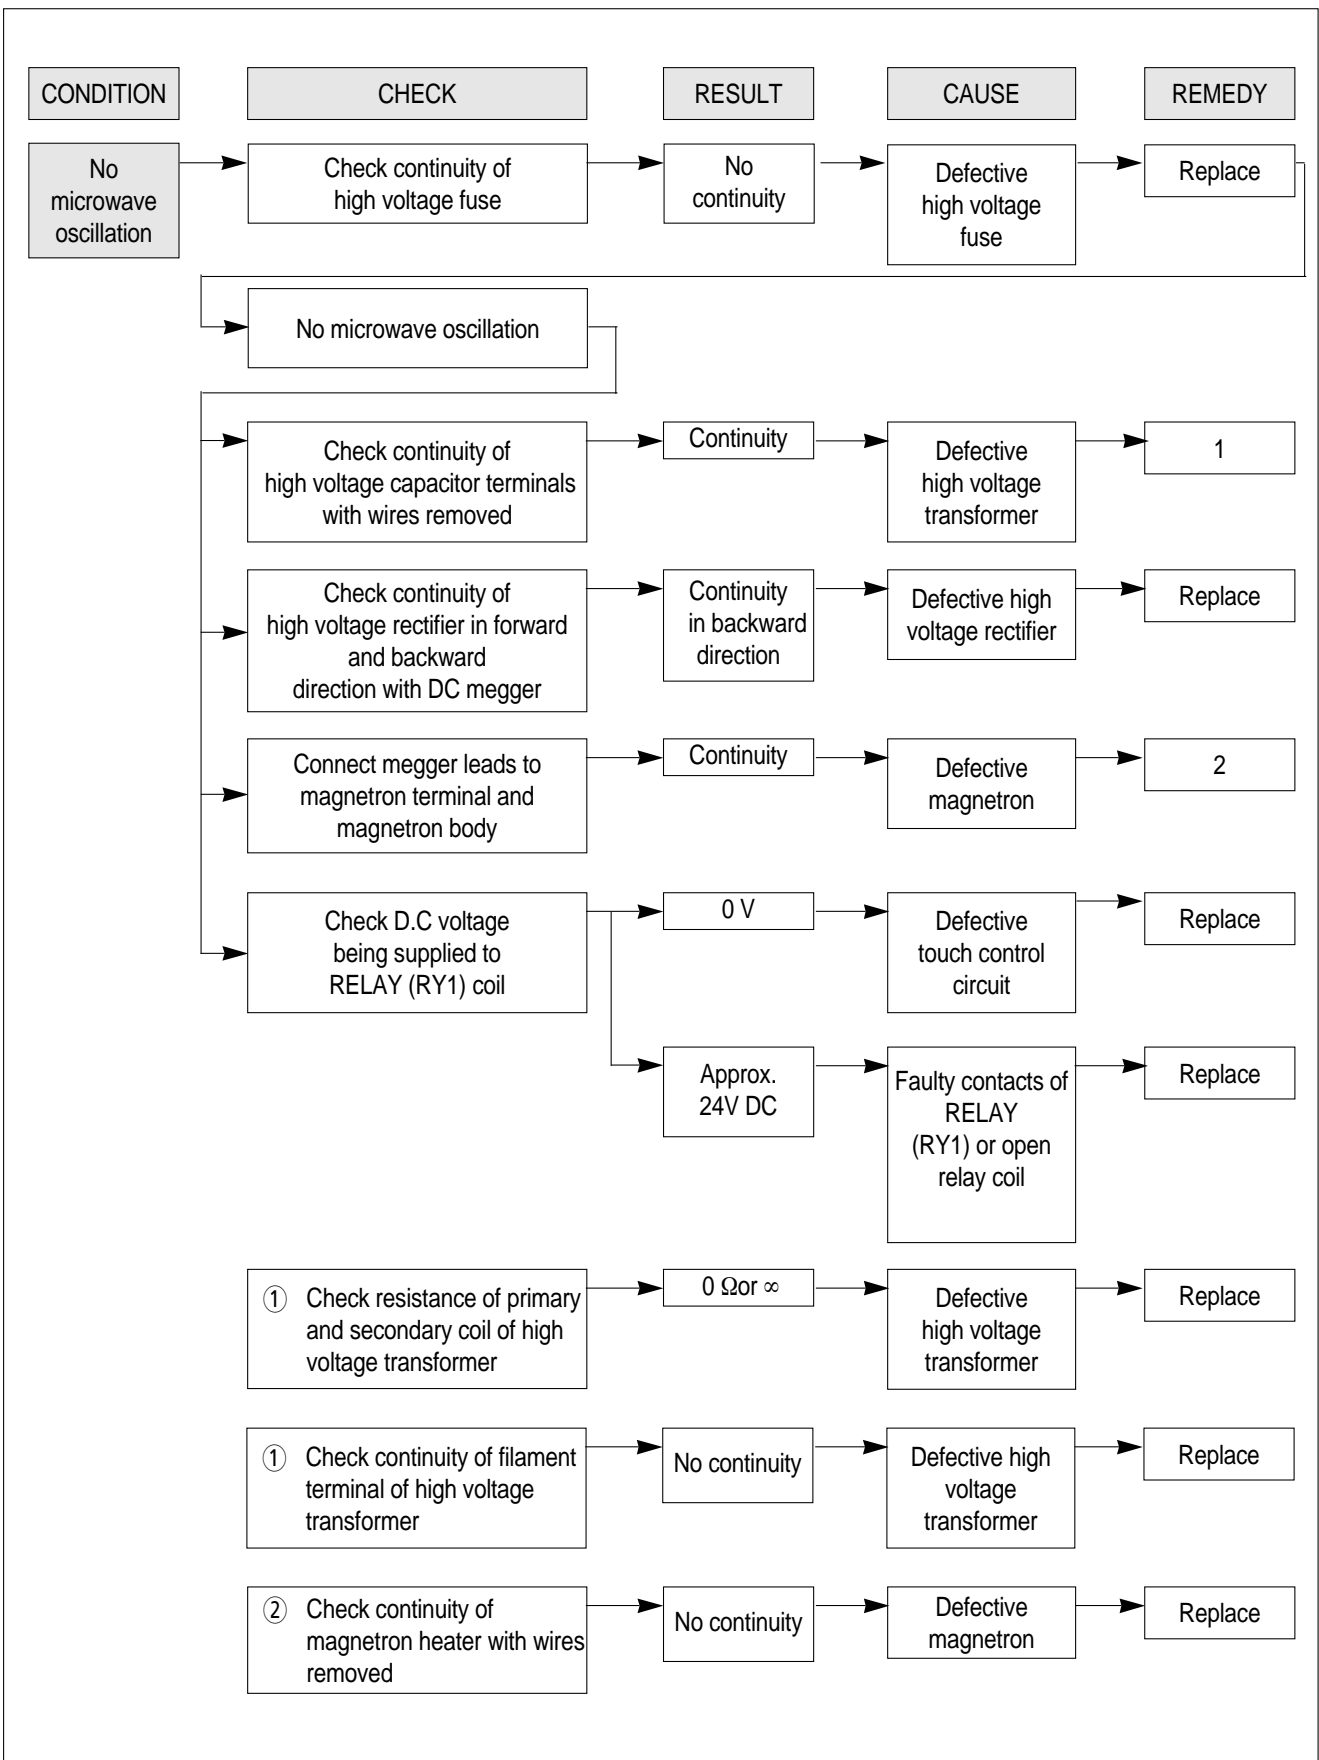 CONDITION
CHECK
RESULT
CAUSE
REMEDY
No
microwave
oscillation
Check continuity of
high voltage fuse
No
continuity
Defective
high voltage
fuse
Replace
No microwave oscillation
Check continuity of
high voltage capacitor terminals
with wires removed
Continuity
Defective
high voltage
transformer
1
Check continuity of
high voltage rectifier in forward
and backward
direction with DC megger
Continuity
in backward
direction
Defective high
voltage rectifier
Replace
Connect megger leads to
magnetron terminal and
magnetron body
Continuity
Defective
magnetron
2
Check D.C voltage
being supplied to
RELAY (RY1) coil
0 V
Defective
touch control
circuit
Replace
Approx.
24V DC
Faulty contacts of
RELAY
(RY1) or open
relay coil
Replace
① Check resistance of primary
and secondary coil of high
voltage transformer
0 Ωor ∞
Defective
high voltage
transformer
Replace
① Check continuity of filament
terminal of high voltage
transformer
No continuity
Defective high
voltage
transformer
Replace
② Check continuity of
magnetron heater with wires
removed
No continuity
Defective
magnetron
Replace